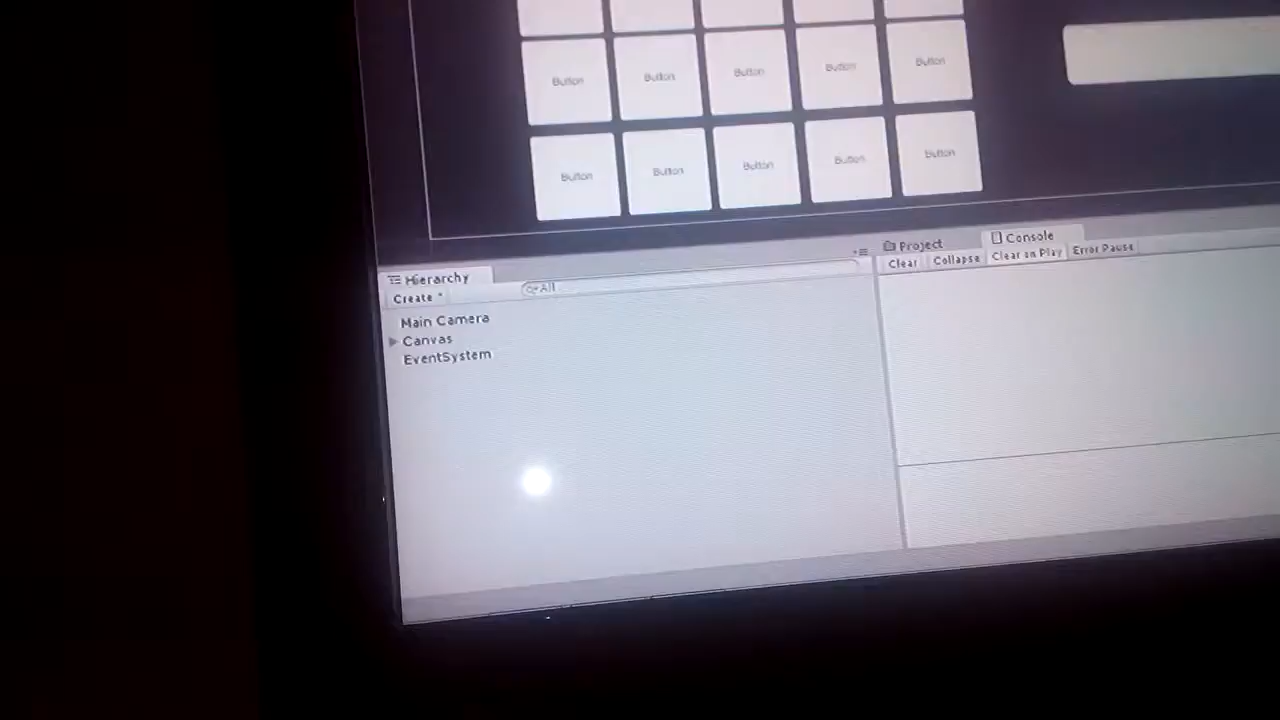 Button Button Button Button Button
Button Button Button Button Button
Hierarchy
Create
All
Main Camera
Canvas
EventSystem
Project Console
Clear Collapse Clear on Play Error Pause